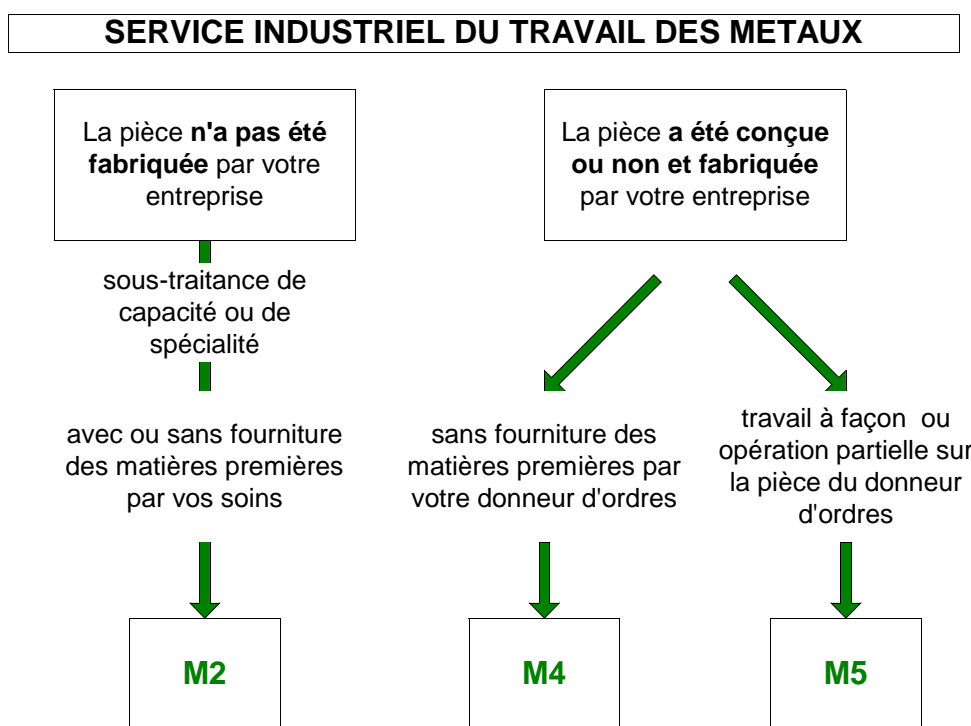 SERVICE INDUSTRIEL DU TRAVAIL DES METAUX
La pièce n'a pas été
fabriquée par votre
entreprise
La pièce a été conçue
ou non et fabriquée
par votre entreprise
sous-traitance de
capacité ou de
spécialité
avec ou sans fourniture
des matières premières
par vos soins
sans fourniture des
matières premières par
votre donneur d'ordres
travail à façon ou
opération partielle sur
la pièce du donneur
d'ordres
M2
M4
M5